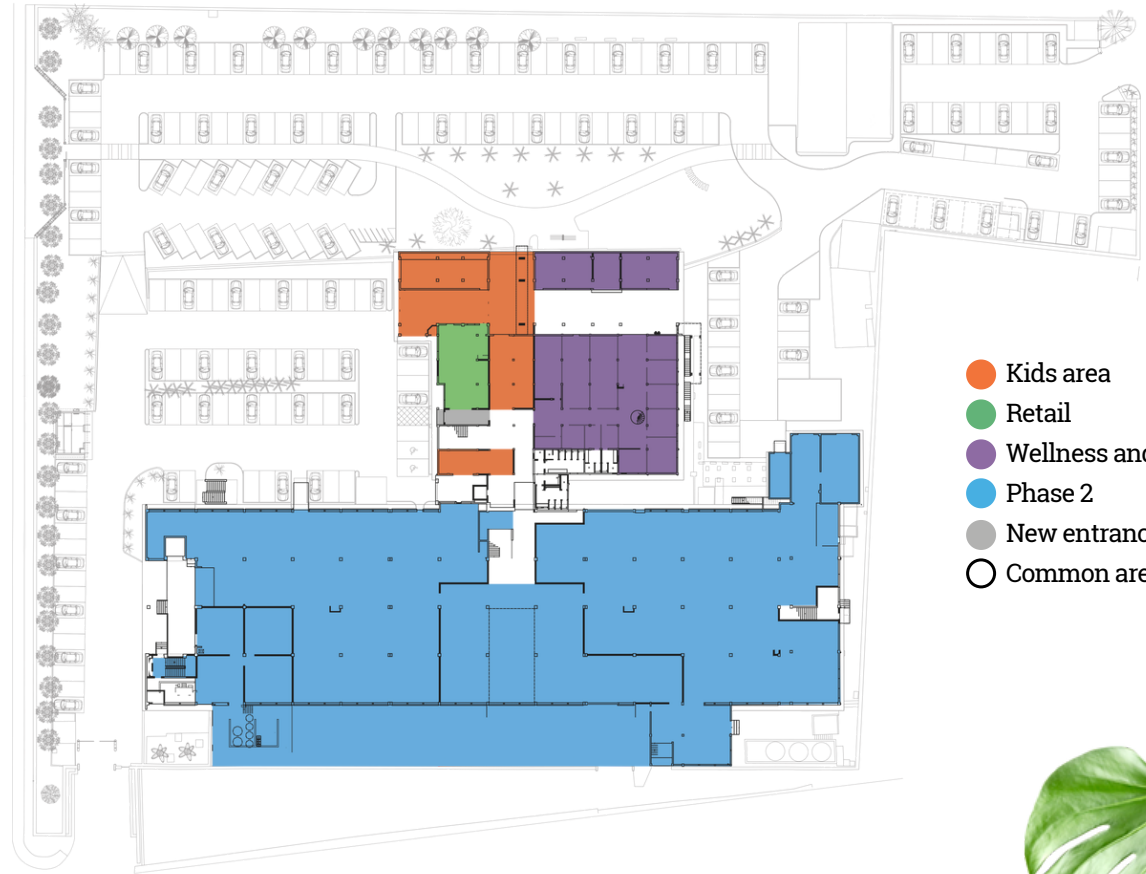 Kids area
Retail
Wellness and
Phase 2
New entranc
Common are